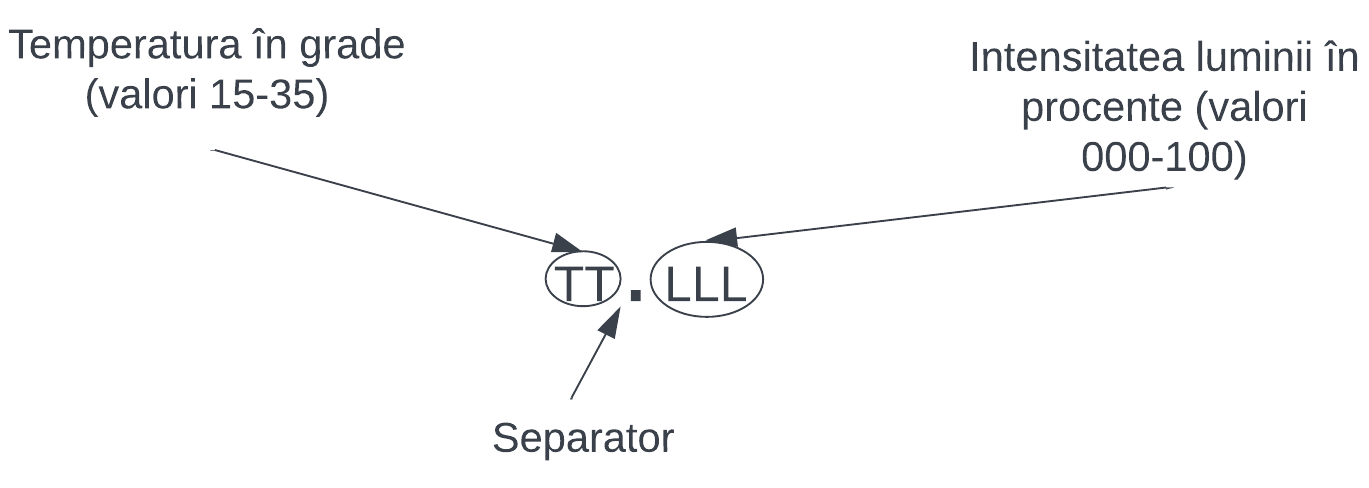 Temperatura în grade
(valori 15-35)
Intensitatea luminii în
procente (valori
000-100)
TT.LLL
Separator